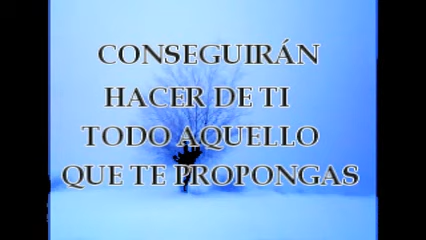 CONSEGUIRÁN
HACER DE TI
TODO AQUELLO
QUE TE PROPONGAS